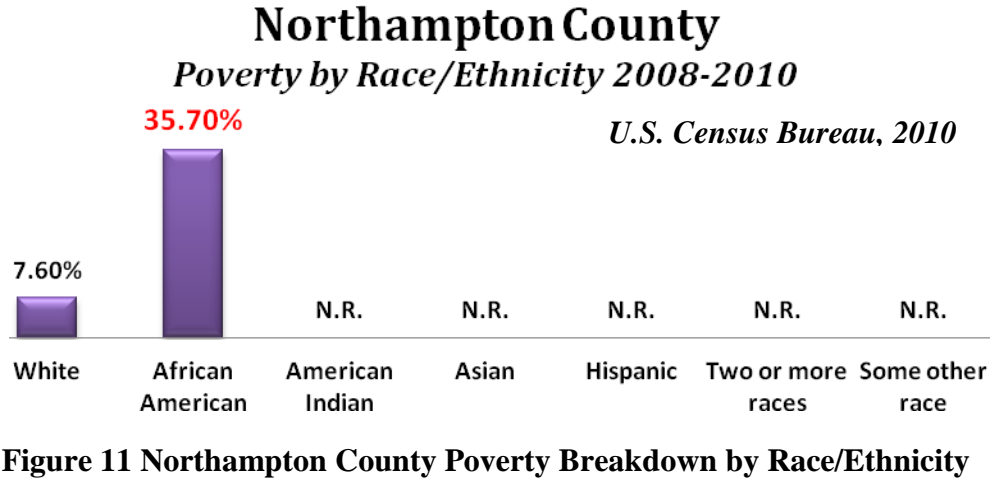 Northampton County
Poverty by Race/Ethnicity 2008-2010
35.70%
U.S. Census Bureau, 2010
7.60%
N.R. N.R. N.R. N.R. N.R.
White African American Asian Hispanic Two or more Some other
American Indian races race
Figure 11 Northampton County Poverty Breakdown by Race/Ethnicity